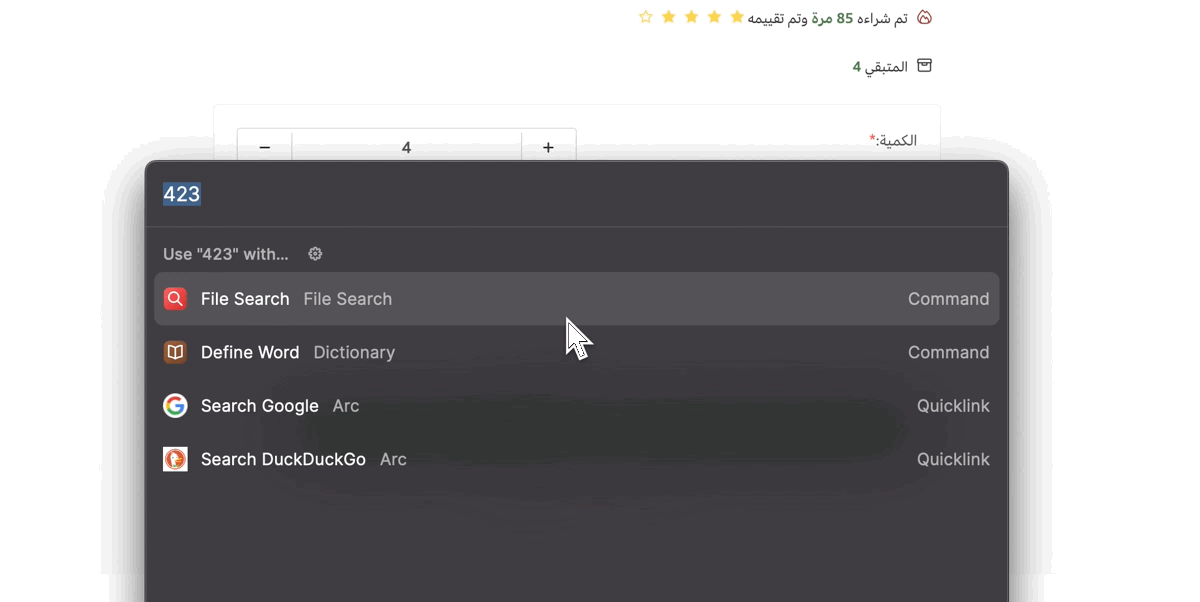 تم شراءه 85 مرة وتم تقييمه
المتبقي 4
الكمية:*
− 4 +
423
Use "423" with...
File Search File Search Command
Define Word Dictionary Command
Search Google Arc Quicklink
Search DuckDuckGo Arc Quicklink